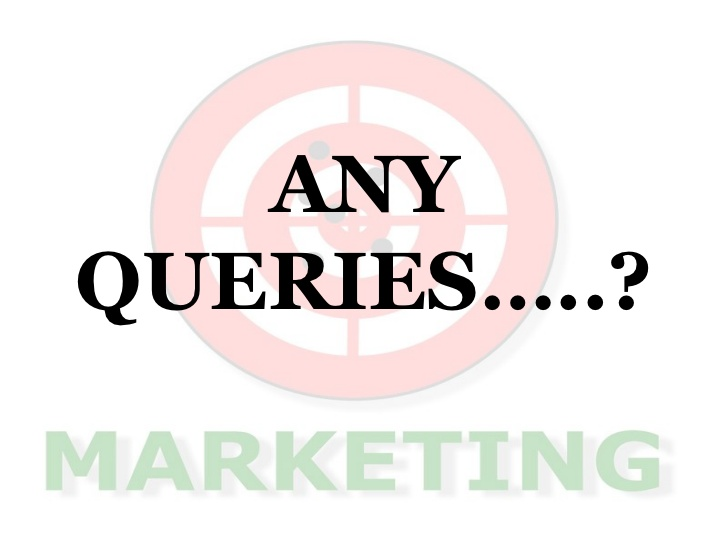 ANY
QUERIES.....?
MARKETING